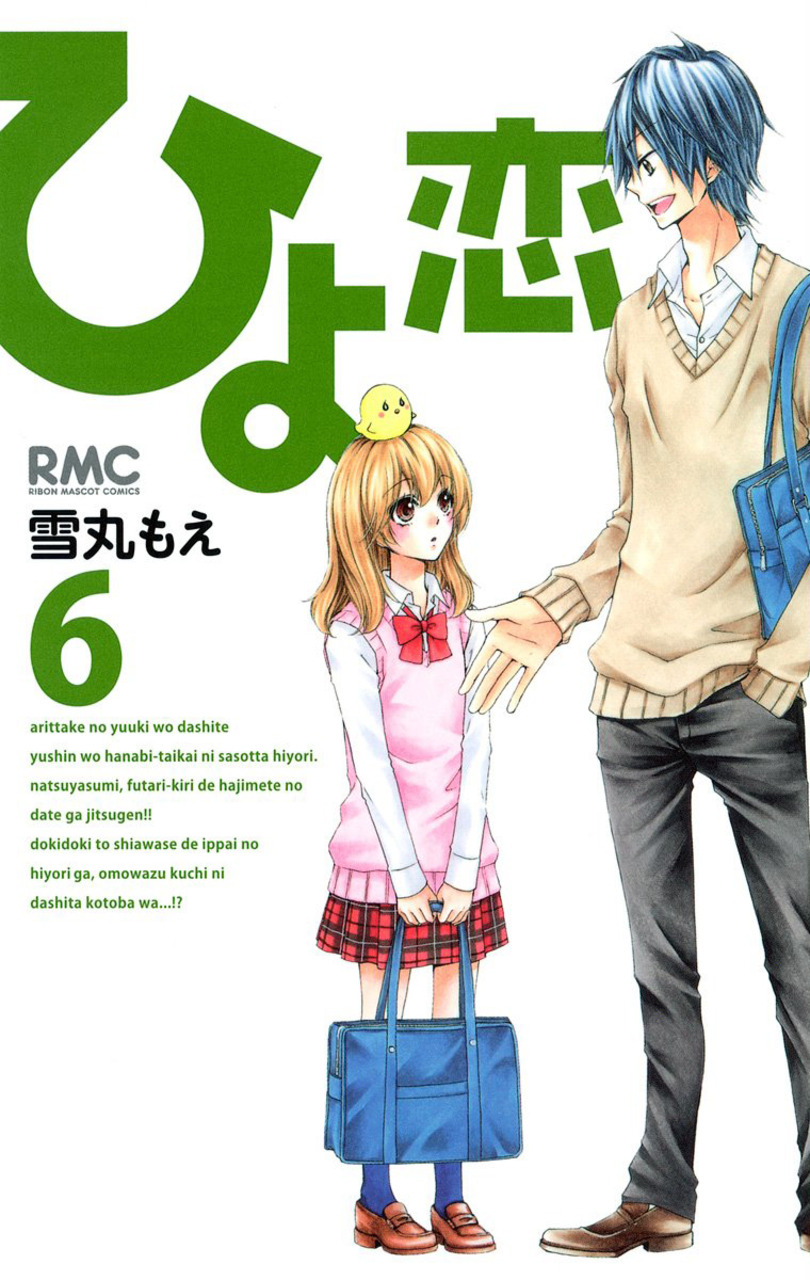 ひよ恋
RMC
RIBON MASCOT COMICS
雪丸もえ
6
arittake no yuuki wo dashite
yushin wo hanabi-taikai ni sasotta hiyori.
natsuyasumi, futari-kiri de hajimete no
date ga jitsugen!!
dokidoki to shiawase de ippai no
hiyori ga, omowazu kuchi ni
dashita kotoba wa...!?